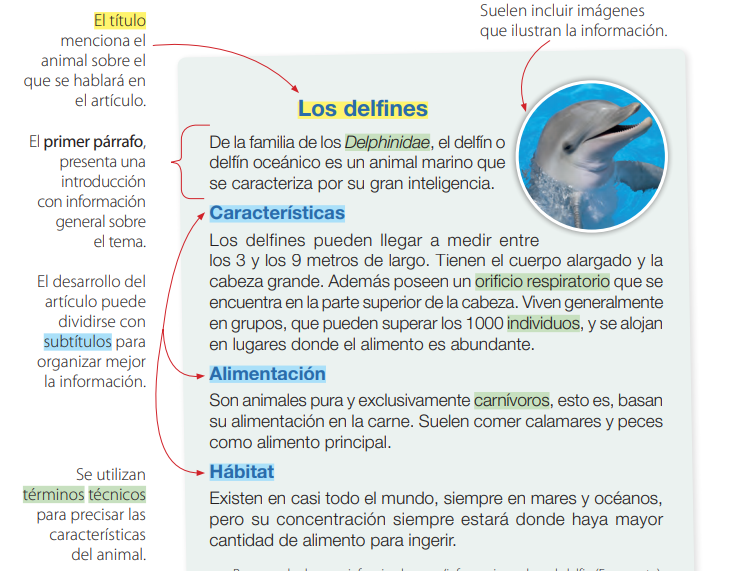 El título
menciona el
animal sobre el
que se hablará en
el artículo.
Suelen incluir imágenes
que ilustran la información.
Los delfines
El primer párrafo,
presenta una
introducción
con información
general sobre
el tema.
De la familia de los Delphinidae, el delfín o
delfín oceánico es un animal marino que
se caracteriza por su gran inteligencia.
El desarrollo del
artículo puede
dividirse con
subtítulos para
organizar mejor
la información.
Características
Los delfines pueden llegar a medir entre
los 3 y los 9 metros de largo. Tienen el cuerpo alargado y la
cabeza grande. Además poseen un orificio respiratorio que se
encuentra en la parte superior de la cabeza. Viven generalmente
en grupos, que pueden superar los 1000 individuos, y se alojan
en lugares donde el alimento es abundante.
Alimentación
Son animales pura y exclusivamente carnívoros, esto es, basan
su alimentación en la carne. Suelen comer calamares y peces
como alimento principal.
Se utilizan
términos técnicos
para precisar las
características
del animal.
Hábitat
Existen en casi todo el mundo, siempre en mares y océanos,
pero su concentración siempre estará donde haya mayor
cantidad de alimento para ingerir.